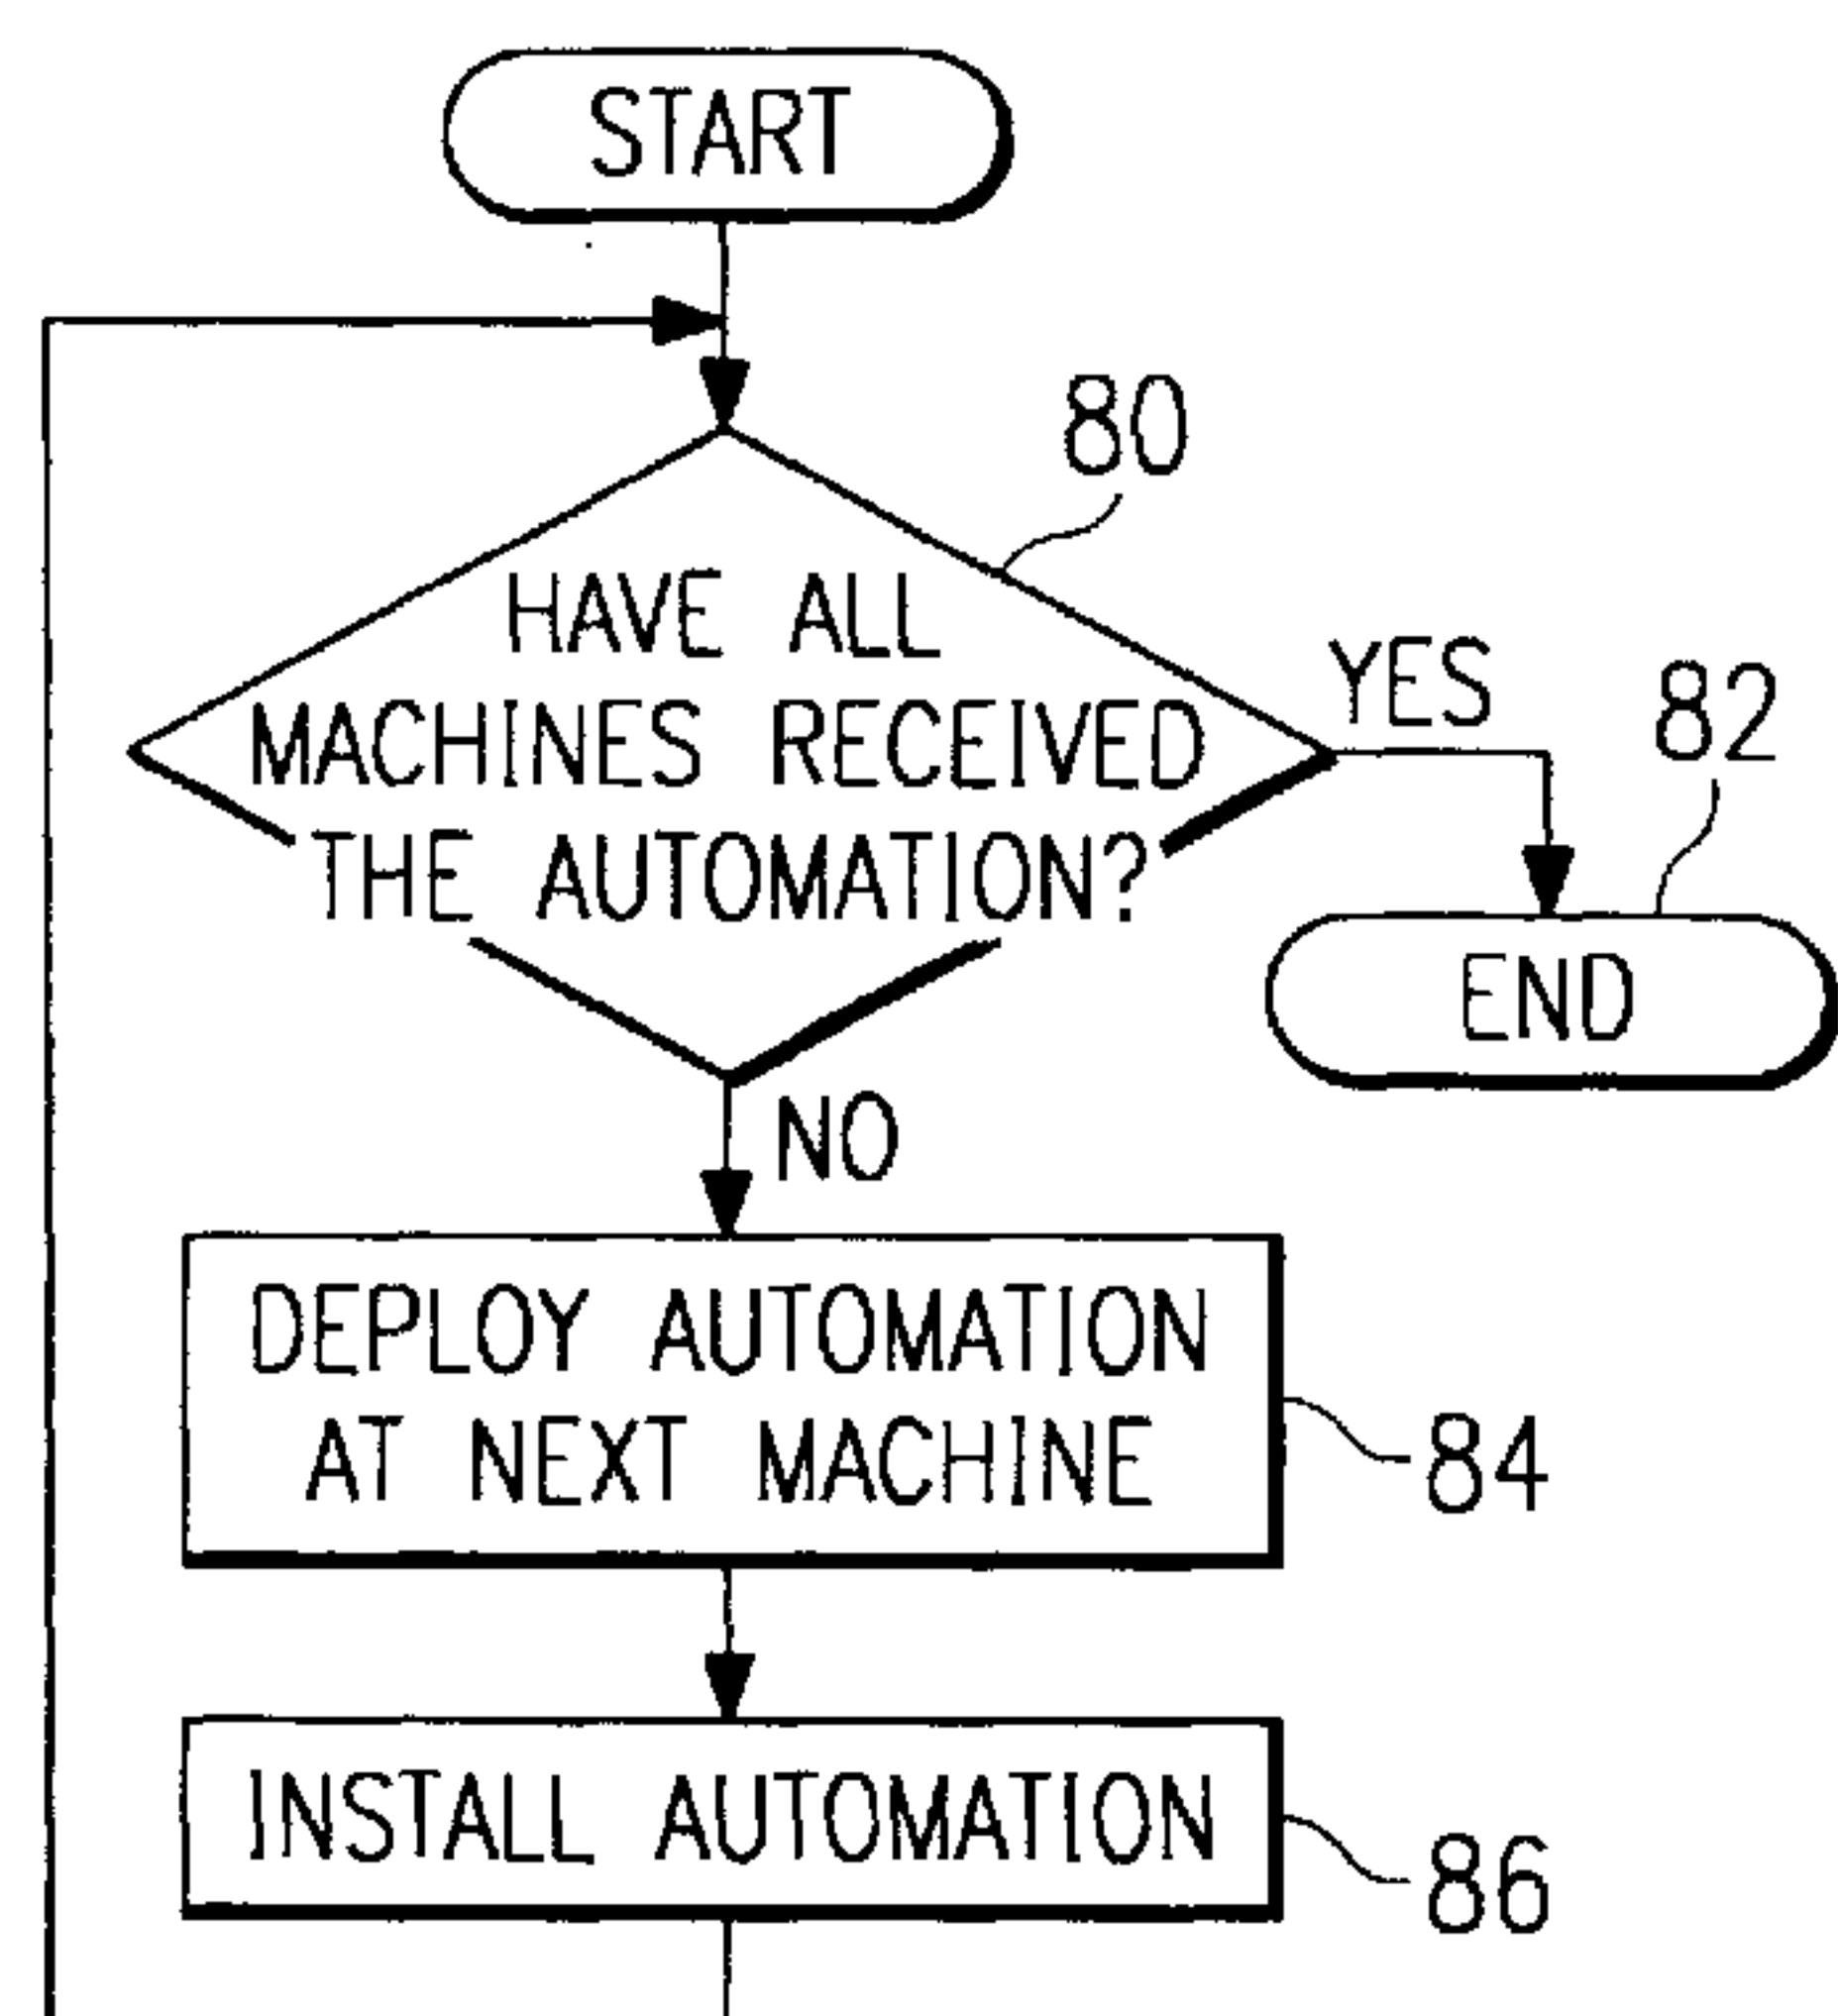 START
80
HAVE ALL
MACHINES RECEIVED
THE AUTOMATION?
YES
82
END
NO
DEPLOY AUTOMATION
AT NEXT MACHINE
84
INSTALL AUTOMATION
86